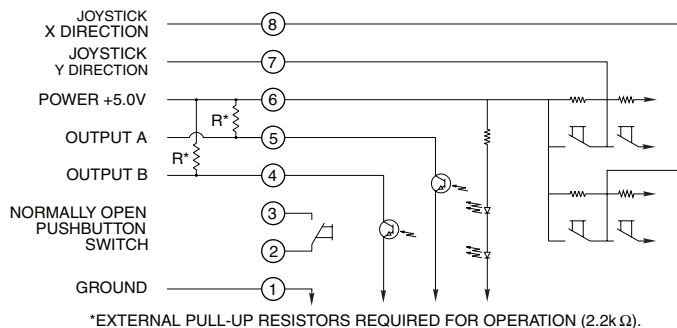 JOYSTICK
X DIRECTION
8
JOYSTICK
Y DIRECTION
7
POWER +5.0V
6
R*
OUTPUT A
5
R*
OUTPUT B
4
NORMALLY OPEN
PUSHBUTTON
SWITCH
3
2
GROUND
1
*EXTERNAL PULL-UP RESISTORS REQUIRED FOR OPERATION (2.2k Ω).